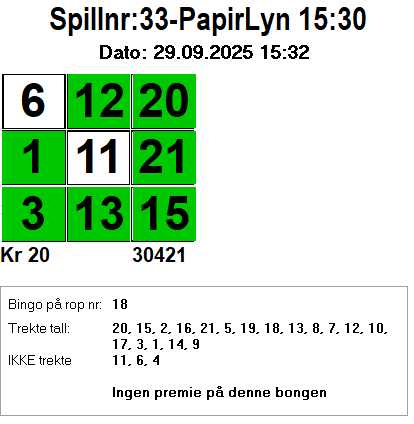 Spillnr:33-PapirLyn 15:30
Dato: 29.09.2025 15:32
6 12 20
1 11 21
3 13 15
Kr 20 30421
Bingo på rop nr: 18
Trekte tall: 20, 15, 2, 16, 21, 5, 19, 18, 13, 8, 7, 12, 10,
17, 3, 1, 14, 9
IKKE trekte 11, 6, 4
Ingen premie på denne bongen